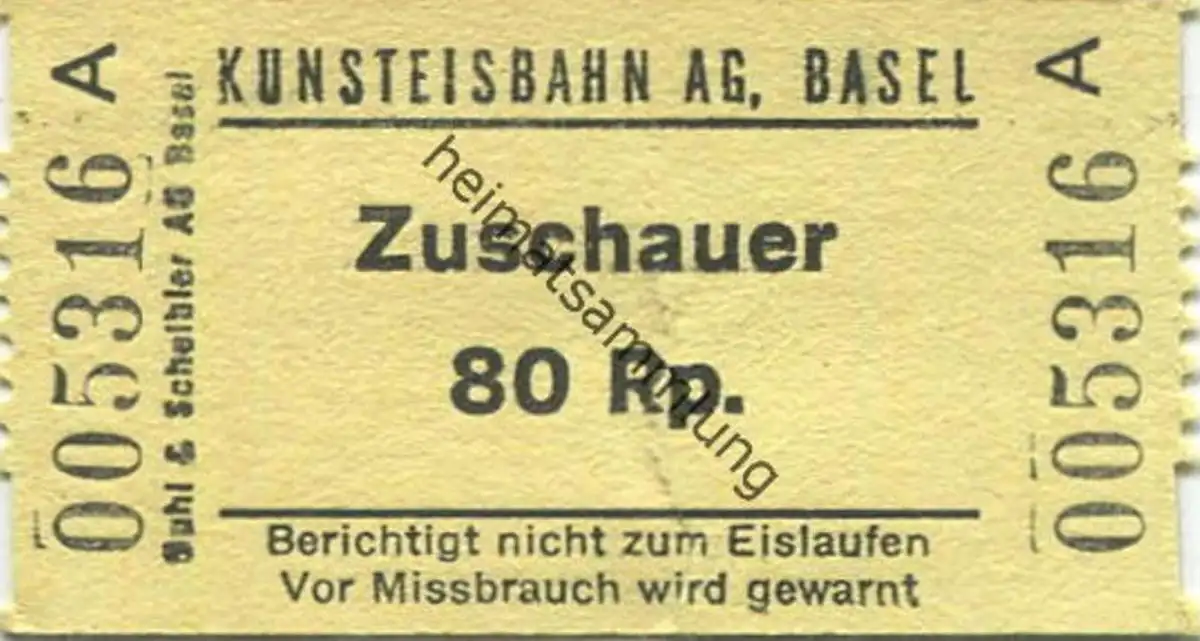 KUNSTEISBAHN AG, BASEL
Zuschauer
80 Rp.
Berichtigt nicht zum Eislaufen
Vor Missbrauch wird gewarnt
A
005316
& Scheibler AG Basel
A
005316
heimatsammlung